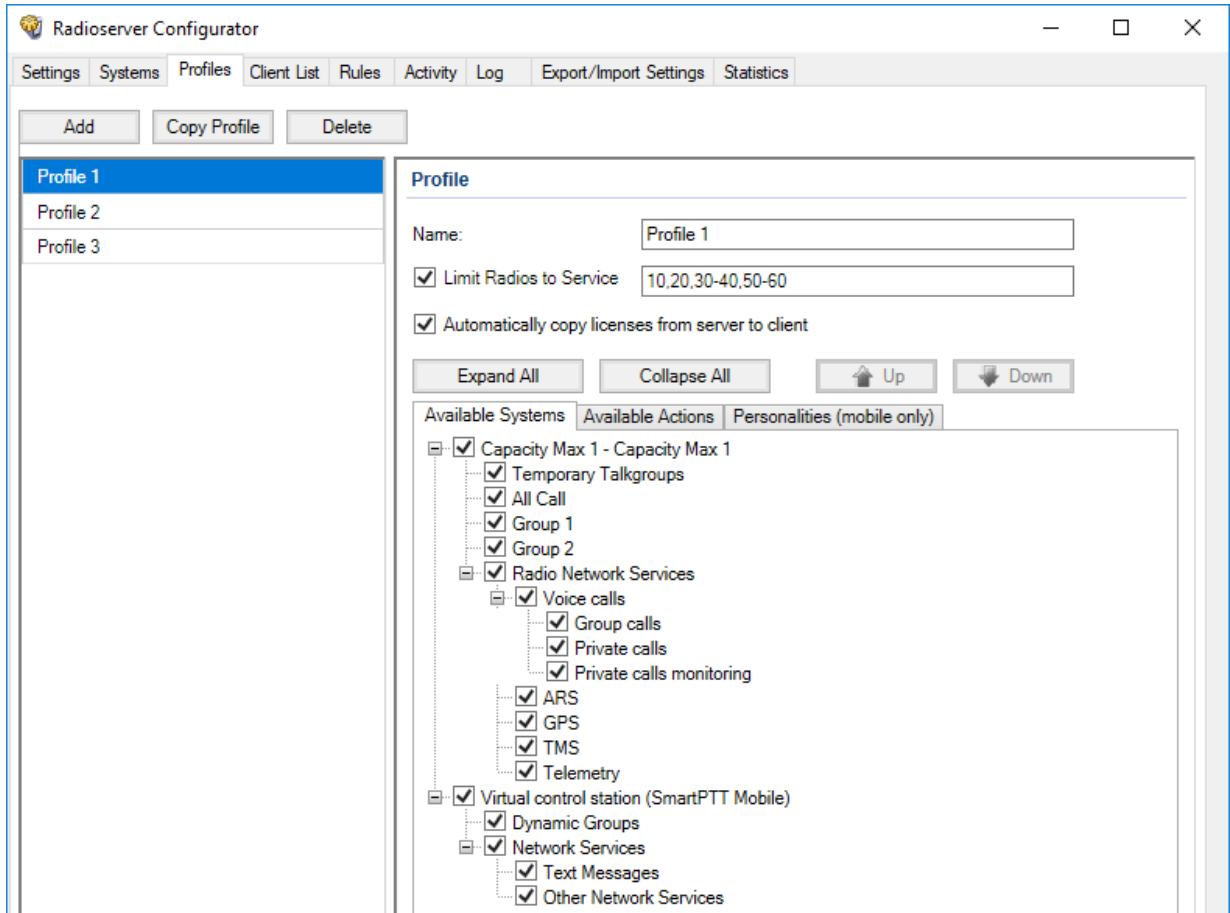 Radioserver Configurator
Settings Systems Profiles Client List Rules Activity Log Export/Import Settings Statistics
Add Copy Profile Delete
Profile 1
Profile 2
Profile 3
Profile
Name: Profile 1
Limit Radios to Service 10,20,30-40,50-60
Automatically copy licenses from server to client
Expand All Collapse All Up Down
Available Systems Available Actions Personalities (mobile only)
Capacity Max 1 - Capacity Max 1
Temporary Talkgroups
All Call
Group 1
Group 2
Radio Network Services
Voice calls
Group calls
Private calls
Private calls monitoring
ARS
GPS
TMS
Telemetry
Virtual control station (SmartPTT Mobile)
Dynamic Groups
Network Services
Text Messages
Other Network Services